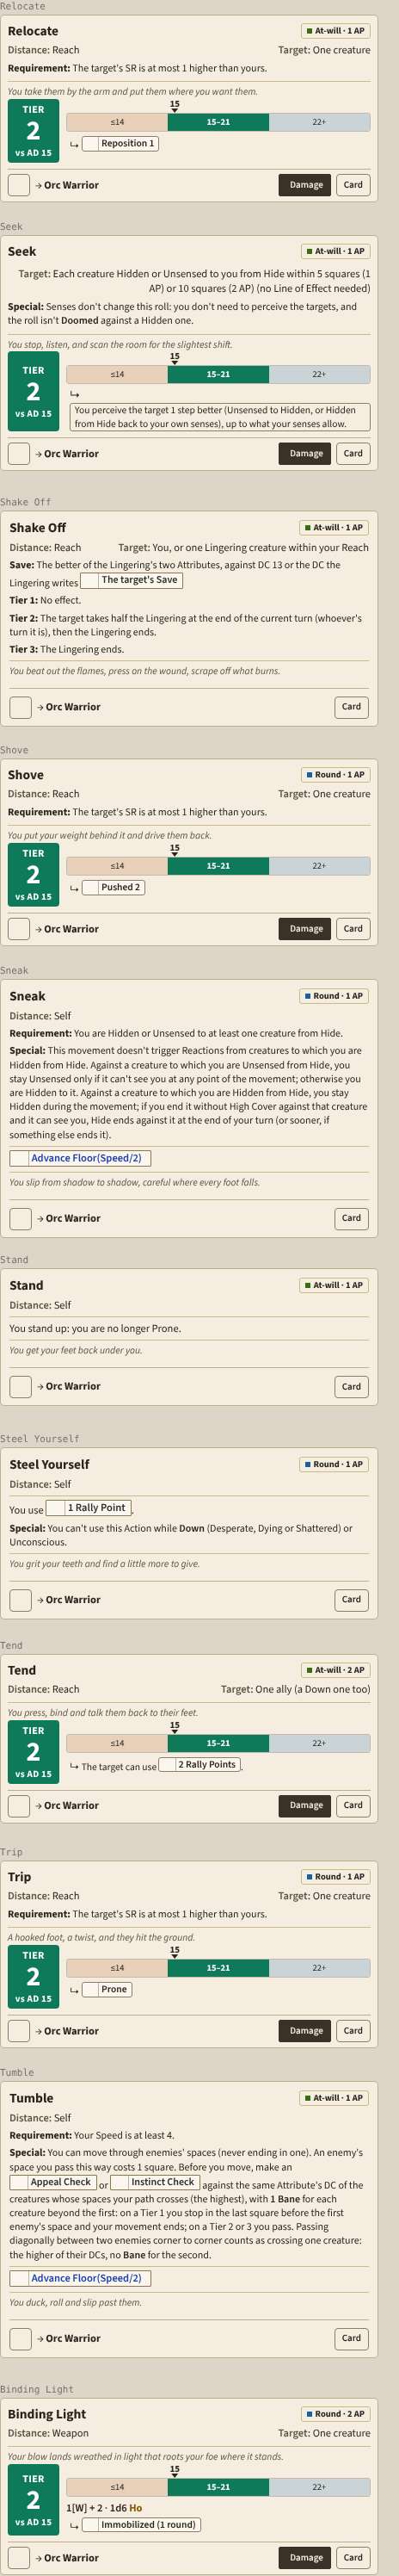 Relocate
Relocate
At-will · 1 AP
Distance: Reach
Target: One creature
Requirement: The target's SR is at most 1 higher than yours.
You take them by the arm and put them where you want them.
TIER
2
vs AD 15
15
≤14
15–21
22+
↪ Reposition 1
→ Orc Warrior
Damage
Card
Seek
Seek
At-will · 1 AP
Target: Each creature Hidden or Unsensed to you from Hide within 5 squares (1
AP) or 10 squares (2 AP) (no Line of Effect needed)
Special: Senses don't change this roll: you don't need to perceive the targets, and
the roll isn't Doomed against a Hidden one.
You stop, listen, and scan the room for the slightest shift.
TIER
2
vs AD 15
15
≤14
15–21
22+
↪
You perceive the target 1 step better (Unsensed to Hidden, or Hidden
from Hide back to your own senses), up to what your senses allow.
→ Orc Warrior
Damage
Card
Shake Off
Shake Off
At-will · 1 AP
Distance: Reach
Target: You, or one Lingering creature within your Reach
Save: The better of the Lingering's two Attributes, against DC 13 or the DC the
Lingering writes The target's Save
Tier 1: No effect.
Tier 2: The target takes half the Lingering at the end of the current turn (whoever's
turn it is), then the Lingering ends.
Tier 3: The Lingering ends.
You beat out the flames, press on the wound, scrape off what burns.
→ Orc Warrior
Card
Shove
Shove
Round · 1 AP
Distance: Reach
Target: One creature
Requirement: The target's SR is at most 1 higher than yours.
You put your weight behind it and drive them back.
TIER
2
vs AD 15
15
≤14
15–21
22+
↪ Pushed 2
→ Orc Warrior
Damage
Card
Sneak
Sneak
Round · 1 AP
Distance: Self
Requirement: You are Hidden or Unsensed to at least one creature from Hide.
Special: This movement doesn't trigger Reactions from creatures to which you are
Hidden from Hide. Against a creature to which you are Unsensed from Hide, you
stay Unsensed only if it can't see you at any point of the movement; otherwise you
are Hidden to it. Against a creature to which you are Hidden from Hide, you stay
Hidden during the movement; if you end it without High Cover against that creature
and it can see you, Hide ends against it at the end of your turn (or sooner, if
something else ends it).
Advance Floor(Speed/2)
You slip from shadow to shadow, careful where every foot falls.
→ Orc Warrior
Card
Stand
Stand
At-will · 1 AP
Distance: Self
You stand up: you are no longer Prone.
You get your feet back under you.
→ Orc Warrior
Card
Steel Yourself
Steel Yourself
Round · 1 AP
Distance: Self
You use 1 Rally Point.
Special: You can't use this Action while Down (Desperate, Dying or Shattered) or
Unconscious.
You grit your teeth and find a little more to give.
→ Orc Warrior
Card
Tend
Tend
At-will · 2 AP
Distance: Reach
Target: One ally (a Down one too)
You press, bind and talk them back to their feet.
TIER
2
vs AD 15
15
≤14
15–21
22+
↪ The target can use 2 Rally Points.
→ Orc Warrior
Damage
Card
Trip
Trip
Round · 1 AP
Distance: Reach
Target: One creature
Requirement: The target's SR is at most 1 higher than yours.
A hooked foot, a twist, and they hit the ground.
TIER
2
vs AD 15
15
≤14
15–21
22+
↪ Prone
→ Orc Warrior
Damage
Card
Tumble
Tumble
At-will · 1 AP
Distance: Self
Requirement: Your Speed is at least 4.
Special: You can move through enemies' spaces (never ending in one). An enemy's
space you pass this way costs 1 square. Before you move, make an
Appeal Check or Instinct Check against the same Attribute's DC of the
creatures whose spaces your path crosses (the highest), with 1 Bane for each
creature beyond the first: on a Tier 1 you stop in the last square before the first
enemy's space and your movement ends; on a Tier 2 or 3 you pass. Passing
diagonally between two enemies corner to corner counts as crossing one creature:
the higher of their DCs, no Bane for the second.
Advance Floor(Speed/2)
You duck, roll and slip past them.
→ Orc Warrior
Card
Binding Light
Binding Light
Round · 2 AP
Distance: Weapon
Target: One creature
Your blow lands wreathed in light that roots your foe where it stands.
TIER
2
vs AD 15
15
≤14
15–21
22+
1[W] + 2 · 1d6 Ho
↪ Immobilized (1 round)
→ Orc Warrior
Damage
Card